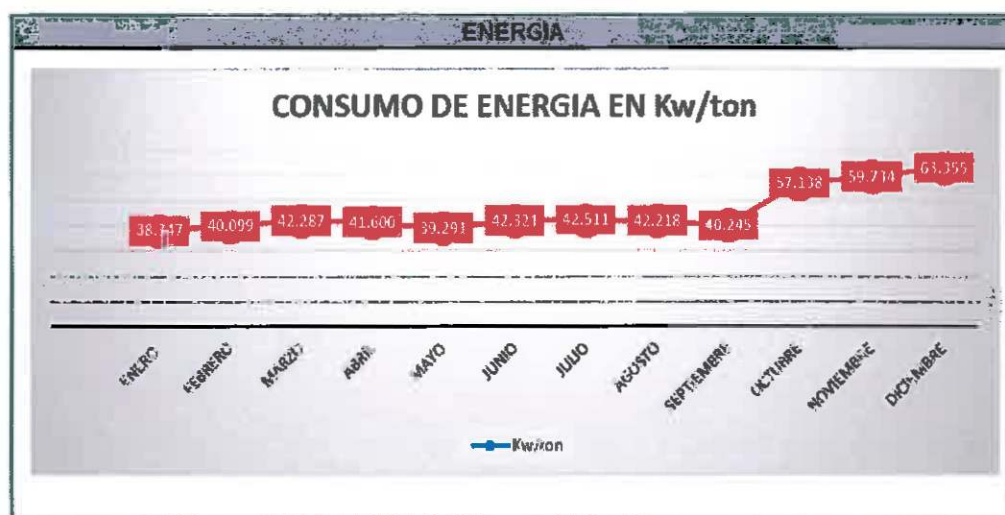 ENERGIA
CONSUMO DE ENERGIA EN Kw/ton
38.747 40.099 42.287 41.600 39.291 42.321 42.511 42.218 40.245 57.138 59.734 63.355
ENERO FEBRERO MARZO ABRIL MAYO JUNIO JULIO AGOSTO SEPTIEMBRE OCTUBRE NOVIEMBRE DICIEMBRE
Kw/ton